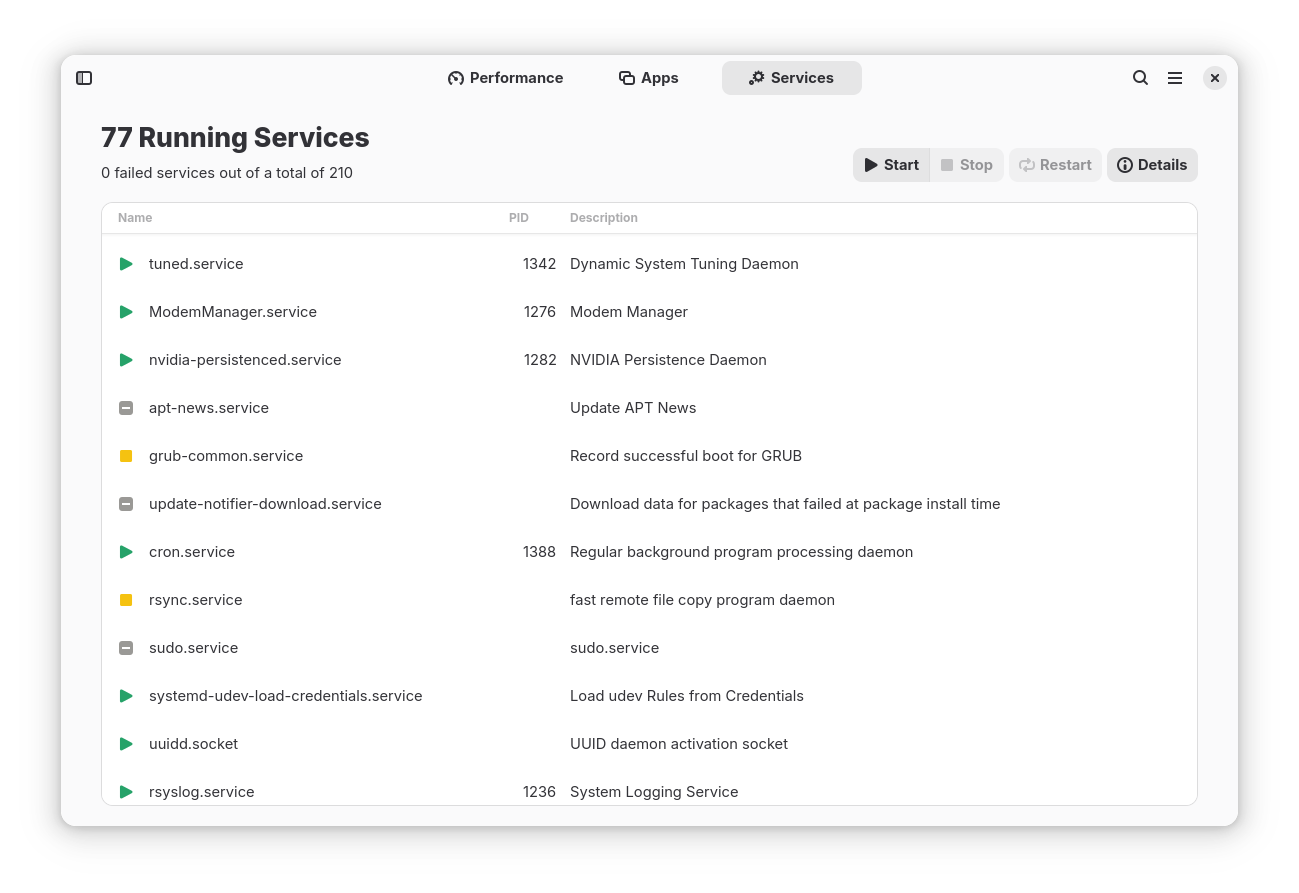 Performance Apps Services
77 Running Services
0 failed services out of a total of 210
Start Stop Restart Details
Name PID Description
tuned.service 1342 Dynamic System Tuning Daemon
ModemManager.service 1276 Modem Manager
nvidia-persistenced.service 1282 NVIDIA Persistence Daemon
apt-news.service Update APT News
grub-common.service Record successful boot for GRUB
update-notifier-download.service Download data for packages that failed at package install time
cron.service 1388 Regular background program processing daemon
rsync.service fast remote file copy program daemon
sudo.service sudo.service
systemd-udev-load-credentials.service Load udev Rules from Credentials
uuidd.socket UUID daemon activation socket
rsyslog.service 1236 System Logging Service